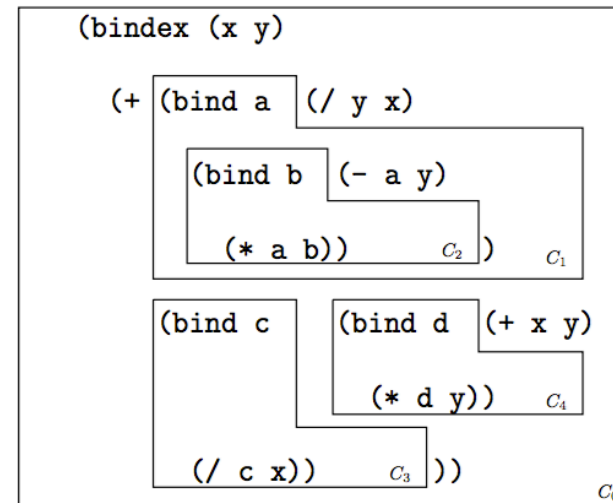 (bindex (x y)
(+ (bind a (/ y x)
(bind b (- a y)
(* a b)) C₂ ) C₁
(bind c (bind d (+ x y)
(* d y)) C₄
(/ c x)) C₃ ))